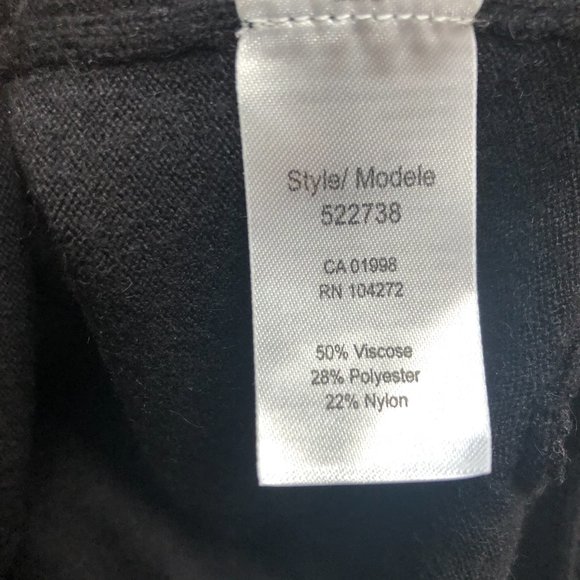 Style/ Modele
522738
CA 01998
RN 104272
50% Viscose
28% Polyester
22% Nylon